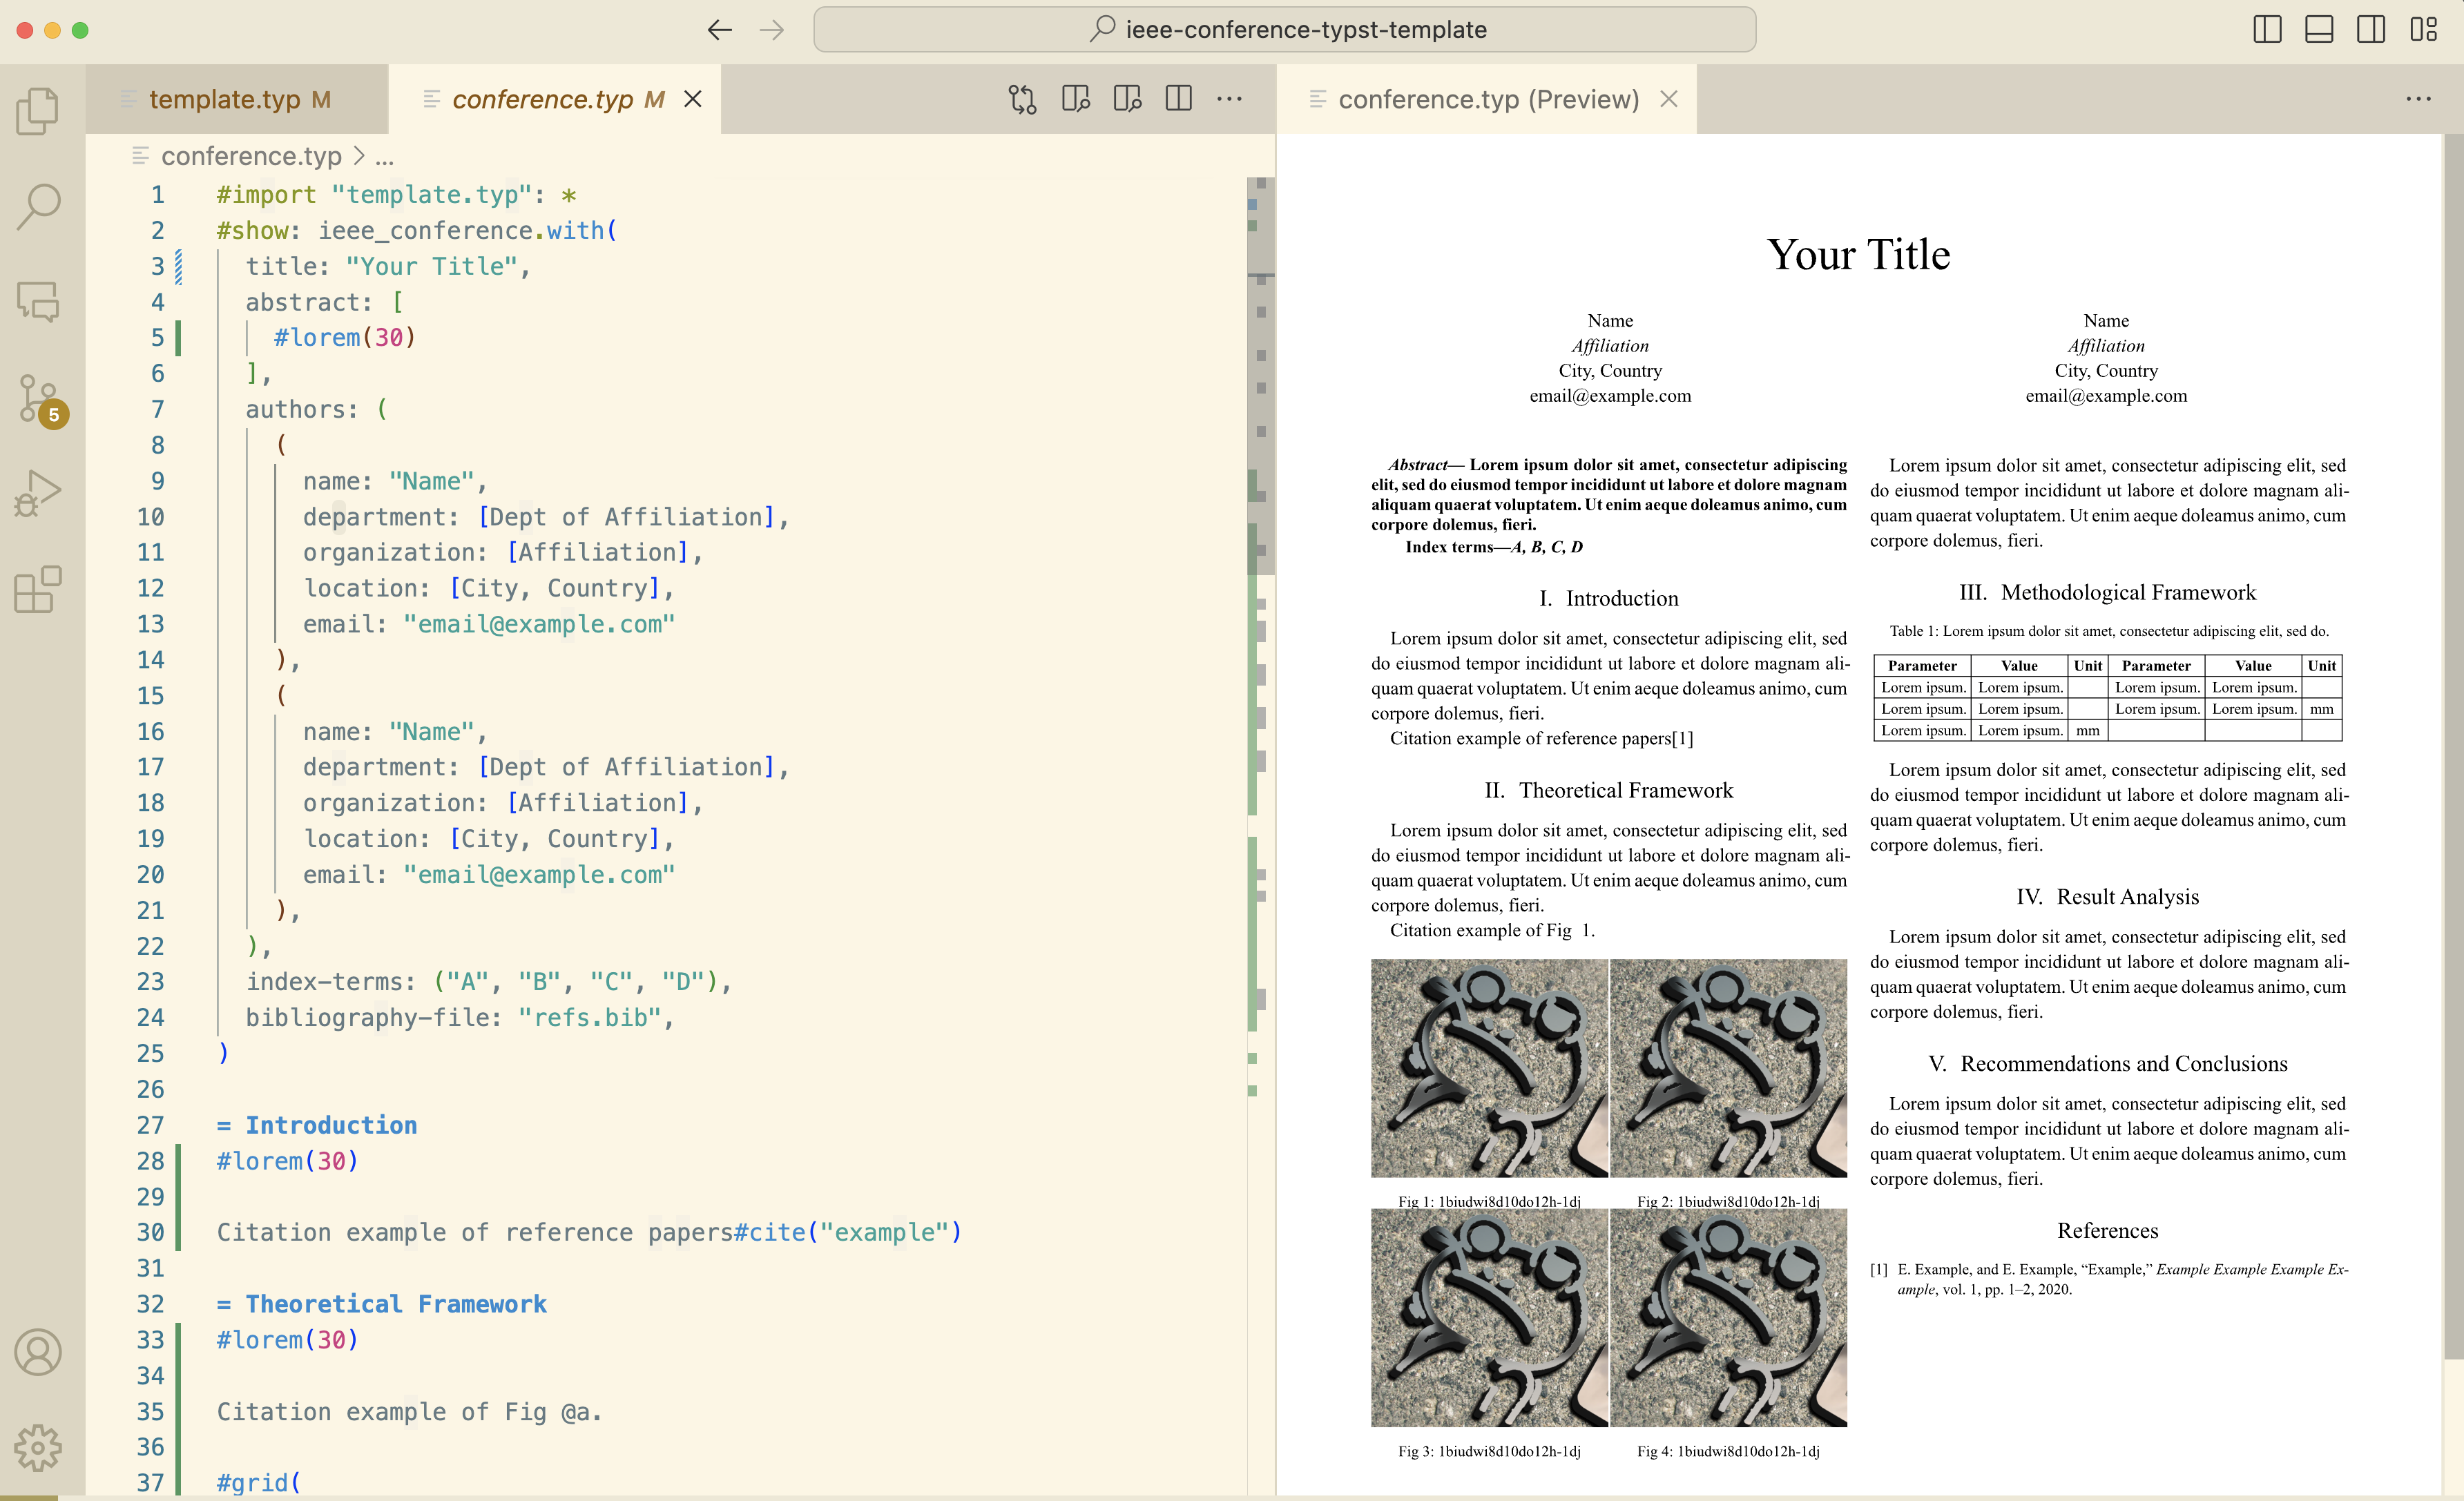 ieee-conference-typst-template
template.typ M
conference.typ M
conference.typ (Preview)
5
conference.typ > ...
1 #import "template.typ": *
2 #show: ieee_conference.with(
3 title: "Your Title",
4 abstract: [
5 #lorem(30)
6 ],
7 authors: (
8 (
9 name: "Name",
10 department: [Dept of Affiliation],
11 organization: [Affiliation],
12 location: [City, Country],
13 email: "email@example.com"
14 ),
15 (
16 name: "Name",
17 department: [Dept of Affiliation],
18 organization: [Affiliation],
19 location: [City, Country],
20 email: "email@example.com"
21 ),
22 ),
23 index-terms: ("A", "B", "C", "D"),
24 bibliography-file: "refs.bib",
25 )
26
27 = Introduction
28 #lorem(30)
29
30 Citation example of reference papers#cite("example")
31
32 = Theoretical Framework
33 #lorem(30)
34
35 Citation example of Fig @a.
36
37 #grid(
Your Title
Name
Affiliation
City, Country
email@example.com
Name
Affiliation
City, Country
email@example.com
Abstract— Lorem ipsum dolor sit amet, consectetur adipiscing
elit, sed do eiusmod tempor incididunt ut labore et dolore magnam
aliquam quaerat voluptatem. Ut enim aeque doleamus animo, cum
corpore dolemus, fieri.
Index terms—A, B, C, D
I. Introduction
Lorem ipsum dolor sit amet, consectetur adipiscing elit, sed
do eiusmod tempor incididunt ut labore et dolore magnam ali-
quam quaerat voluptatem. Ut enim aeque doleamus animo, cum
corpore dolemus, fieri.
Citation example of reference papers[1]
II. Theoretical Framework
Lorem ipsum dolor sit amet, consectetur adipiscing elit, sed
do eiusmod tempor incididunt ut labore et dolore magnam ali-
quam quaerat voluptatem. Ut enim aeque doleamus animo, cum
corpore dolemus, fieri.
Citation example of Fig 1.
Fig 1: 1biudwi8d10do12h-1dj
Fig 2: 1biudwi8d10do12h-1dj
Fig 3: 1biudwi8d10do12h-1dj
Fig 4: 1biudwi8d10do12h-1dj
Lorem ipsum dolor sit amet, consectetur adipiscing elit, sed
do eiusmod tempor incididunt ut labore et dolore magnam ali-
quam quaerat voluptatem. Ut enim aeque doleamus animo, cum
corpore dolemus, fieri.
III. Methodological Framework
Table 1: Lorem ipsum dolor sit amet, consectetur adipiscing elit, sed do.
Parameter Value Unit Parameter Value Unit
Lorem ipsum. Lorem ipsum. Lorem ipsum. Lorem ipsum.
Lorem ipsum. Lorem ipsum. Lorem ipsum. Lorem ipsum. mm
Lorem ipsum. Lorem ipsum. mm
Lorem ipsum dolor sit amet, consectetur adipiscing elit, sed
do eiusmod tempor incididunt ut labore et dolore magnam ali-
quam quaerat voluptatem. Ut enim aeque doleamus animo, cum
corpore dolemus, fieri.
IV. Result Analysis
Lorem ipsum dolor sit amet, consectetur adipiscing elit, sed
do eiusmod tempor incididunt ut labore et dolore magnam ali-
quam quaerat voluptatem. Ut enim aeque doleamus animo, cum
corpore dolemus, fieri.
V. Recommendations and Conclusions
Lorem ipsum dolor sit amet, consectetur adipiscing elit, sed
do eiusmod tempor incididunt ut labore et dolore magnam ali-
quam quaerat voluptatem. Ut enim aeque doleamus animo, cum
corpore dolemus, fieri.
References
[1] E. Example, and E. Example, “Example,” Example Example Example Ex-
ample, vol. 1, pp. 1–2, 2020.